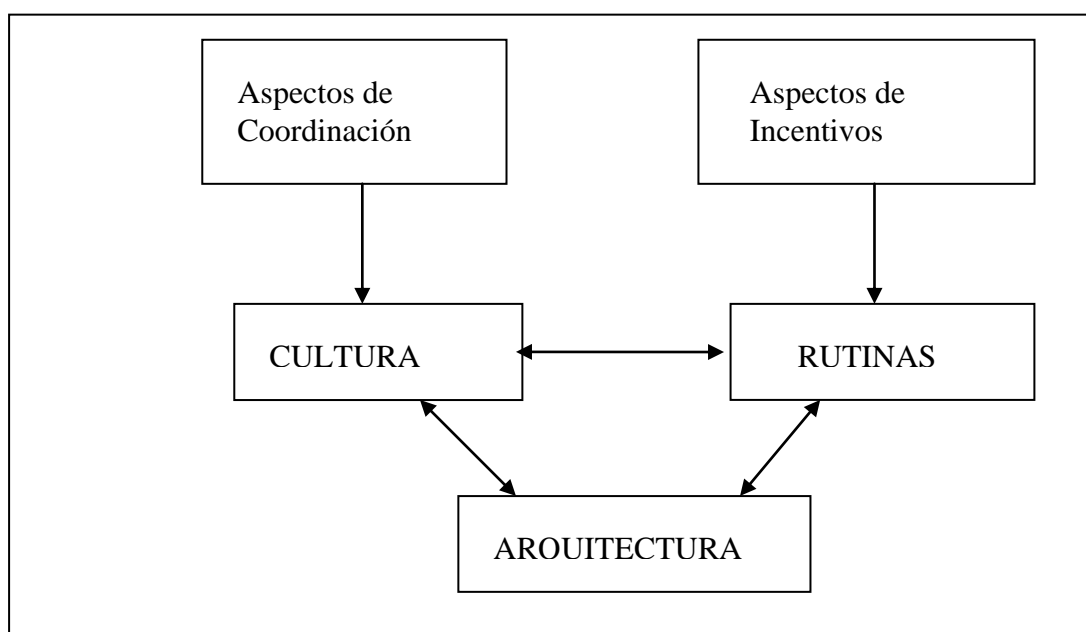 Aspectos de
Coordinación
Aspectos de
Incentivos
CULTURA
RUTINAS
AROUITECTURA